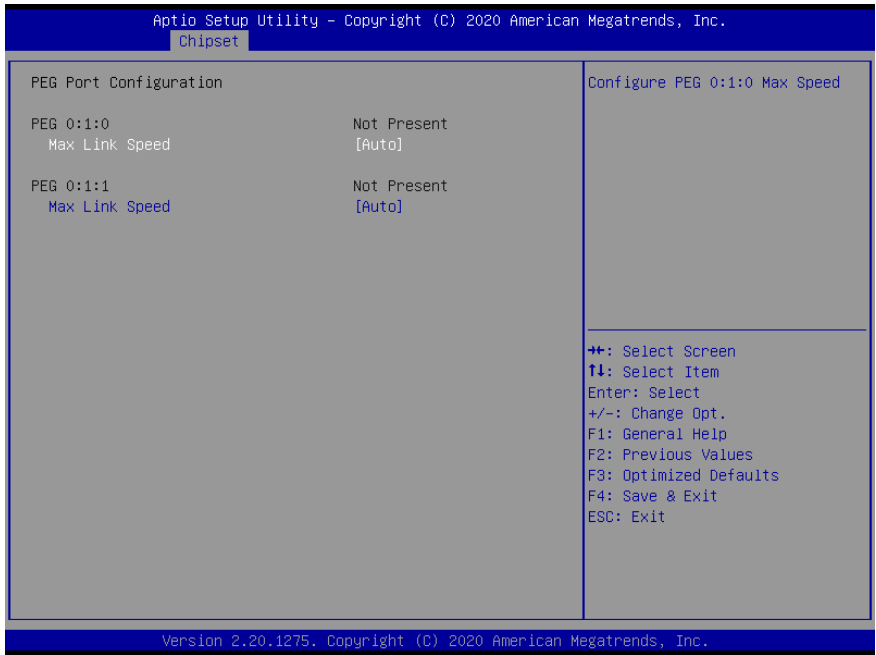 Aptio Setup Utility – Copyright (C) 2020 American Megatrends, Inc.
Chipset
PEG Port Configuration
PEG 0:1:0 Not Present
Max Link Speed [Auto]
PEG 0:1:1 Not Present
Max Link Speed [Auto]
Configure PEG 0:1:0 Max Speed
→←: Select Screen
↑↓: Select Item
Enter: Select
+/-: Change Opt.
F1: General Help
F2: Previous Values
F3: Optimized Defaults
F4: Save & Exit
ESC: Exit
Version 2.20.1275. Copyright (C) 2020 American Megatrends, Inc.